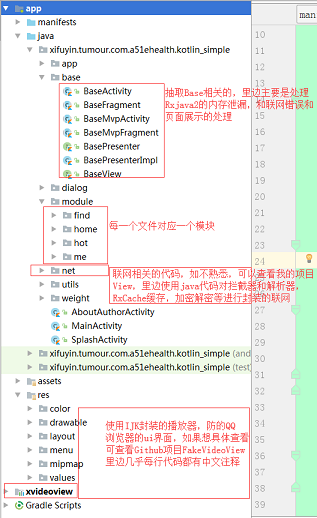 app
man
manifests
java
xifuyin.tumour.com.a51ehealth.kotlin_simple
app
base
BaseActivity
BaseFragment
BaseMvpActivity
BaseMvpFragment
BasePresenter
BasePresenterImpl
BaseView
抽取Base相关的，里边主要是处理
Rxjava2的内存泄漏，和联网错误和
页面展示的处理
dialog
module
find
home
hot
me
每一个文件对应一个模块
net
utils
weight
联网相关的代码，如不熟悉，可以查看我的项目
View，里边使用java代码对拦截器和解析器，
RxCache缓存，加密解密等进行封装的联网
AboutAuthorActivity
MainActivity
SplashActivity
xifuyin.tumour.com.a51ehealth.kotlin_simple (and
xifuyin.tumour.com.a51ehealth.kotlin_simple (test)
assets
res
color
drawable
layout
menu
mipmap
values
使用IJK封装的播放器，防的QQ
浏览器的ui界面，如果想具体查看
可查看Github项目FakeVideoView
里边几乎每行代码都有中文注释
xvideoview
Gradle Scripts
10
11
12
13
14
15
16
17
18
19
20
21
22
23
24
25
26
27
28
29
30
31
32
33
34
35
36
37
38
39